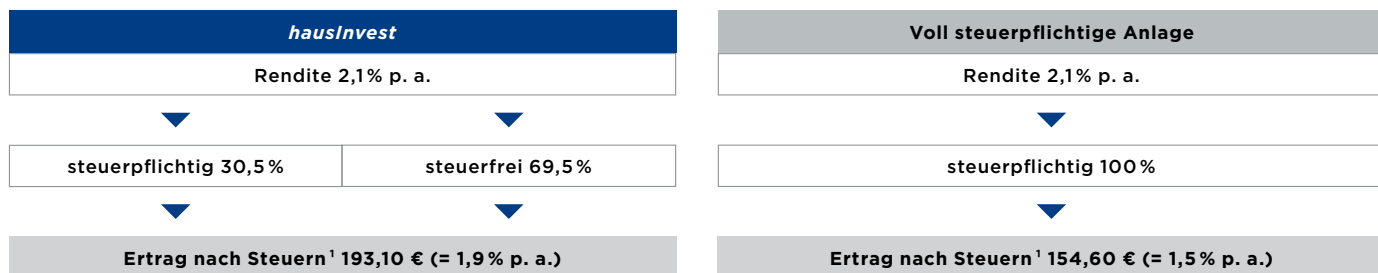 hausInvest
Rendite 2,1% p. a.
steuerpflichtig 30,5% steuerfrei 69,5%
Ertrag nach Steuern¹ 193,10 € (= 1,9% p. a.)
Voll steuerpflichtige Anlage
Rendite 2,1% p. a.
steuerpflichtig 100%
Ertrag nach Steuern¹ 154,60 € (= 1,5% p. a.)